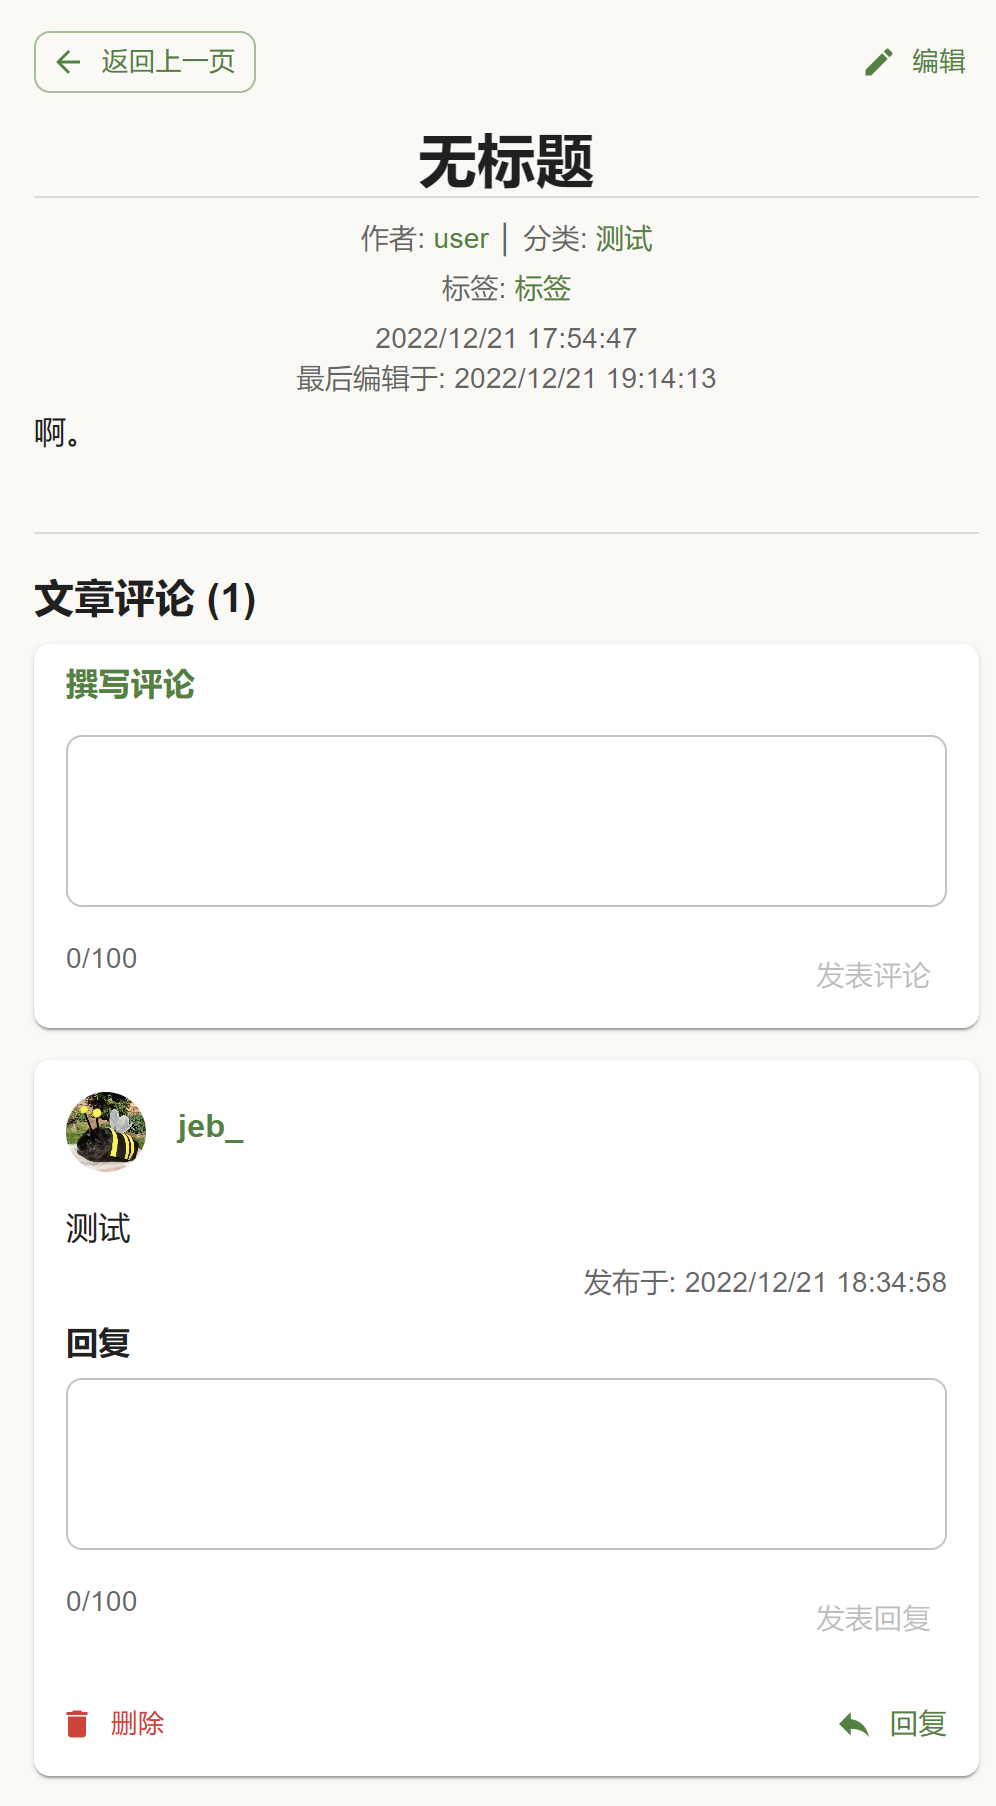 返回上一页 编辑
无标题
作者: user | 分类: 测试
标签: 标签
2022/12/21 17:54:47
最后编辑于: 2022/12/21 19:14:13
啊。
文章评论 (1)
撰写评论
0/100
发表评论
jeb_
测试
发布于: 2022/12/21 18:34:58
回复
0/100
发表回复
删除 回复